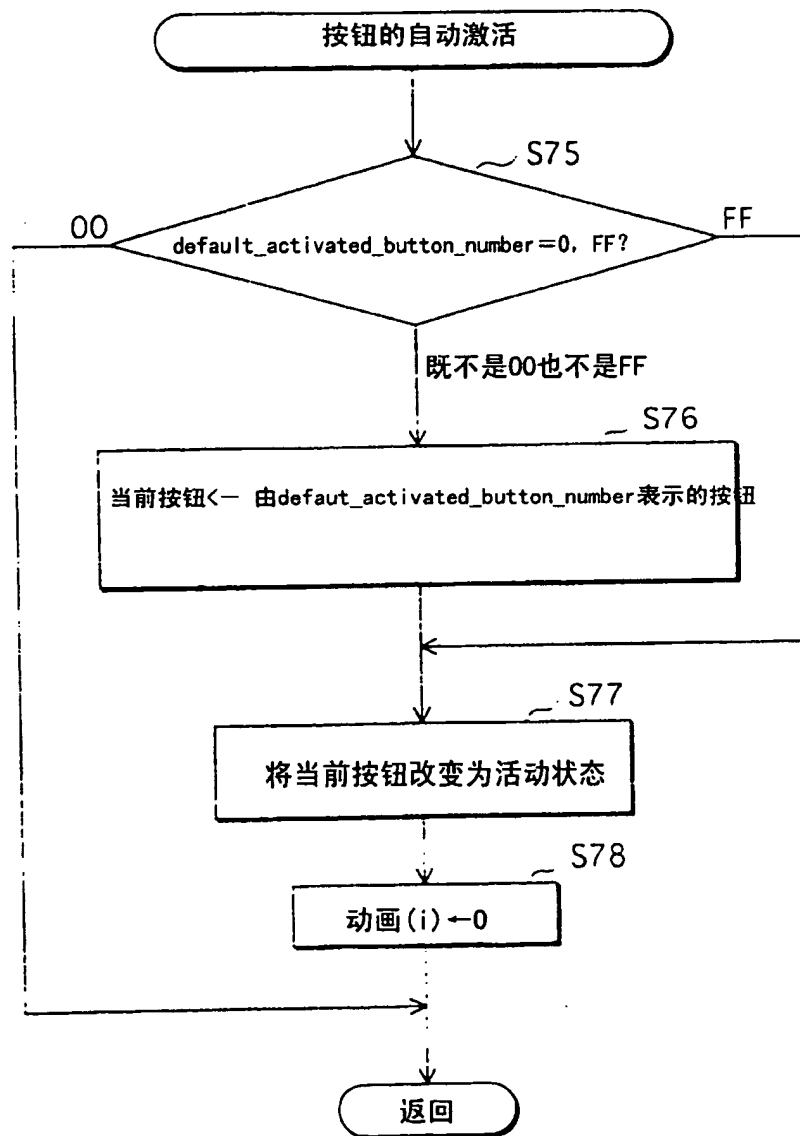 按钮的自动激活
S75
00
FF
default_activated_button_number=0, FF?
既不是00也不是FF
S76
当前按钮<— 由defaut_activated_button_number表示的按钮
S77
将当前按钮改变为活动状态
S78
动画(i)←0
返回